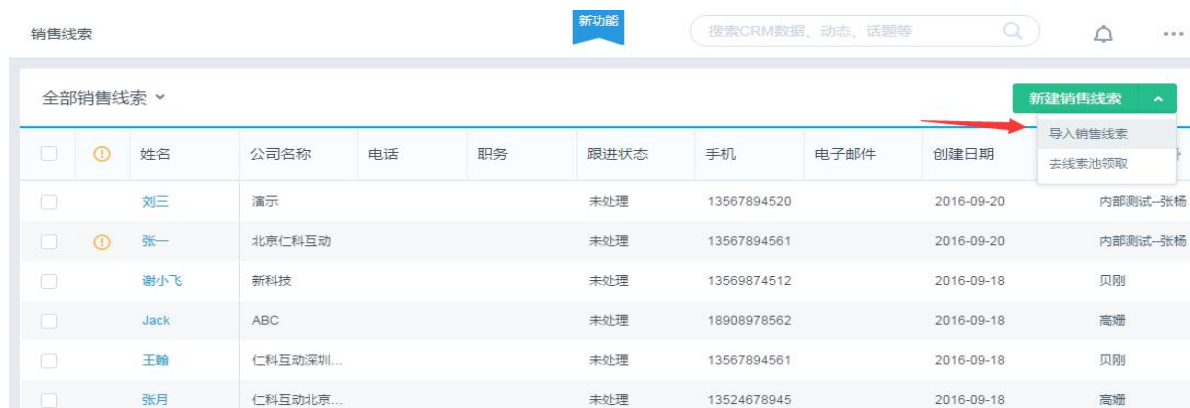 销售线索
新功能
搜索CRM数据、动态、话题等
全部销售线索
新建销售线索
导入销售线索
去线索池领取
姓名 公司名称 电话 职务 跟进状态 手机 电子邮件 创建日期
刘三 演示 未处理 13567894520 2016-09-20 内部测试--张杨
张一 北京仁科互动 未处理 13567894561 2016-09-20 内部测试--张杨
谢小飞 新科技 未处理 13569874512 2016-09-18 贝刚
Jack ABC 未处理 18908978562 2016-09-18 高姗
王翰 仁科互动深圳... 未处理 13567894561 2016-09-18 贝刚
张月 仁科互动北京... 未处理 13524678945 2016-09-18 高姗